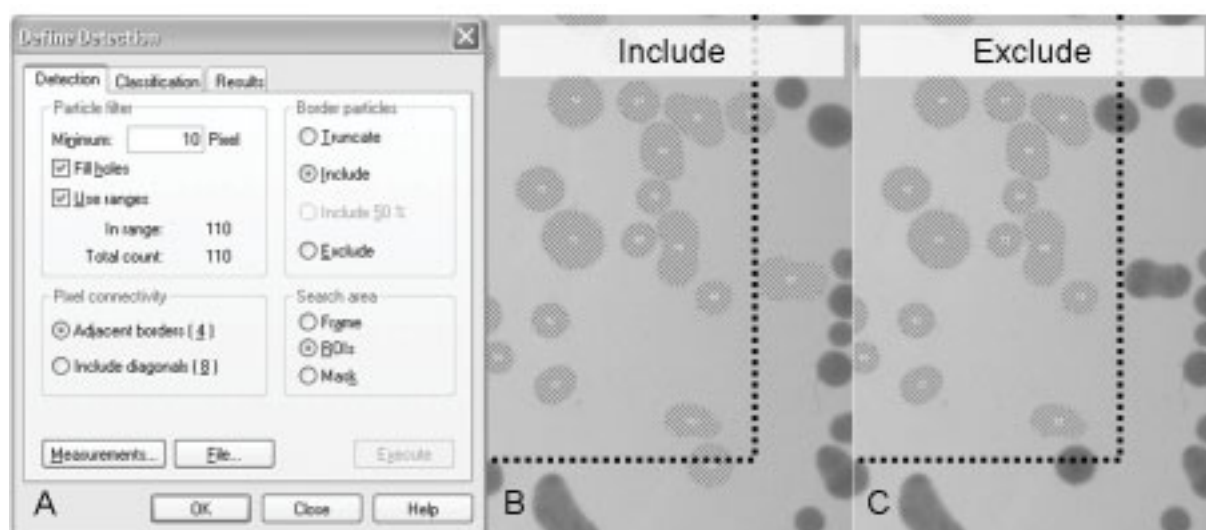 Define Detection
Detection Classification Results
Particle filter
Minimum: 10 Pixel
Fill holes
Use ranges
In range: 110
Total count: 110
Border particles
Truncate
Include
Include 50 %
Exclude
Pixel connectivity
Adjacent borders ( 4 )
Include diagonals ( 8 )
Search area
Frame
ROIs
Mask
Measurements... File... Execute
OK Close Help
A
Include
B
Exclude
C